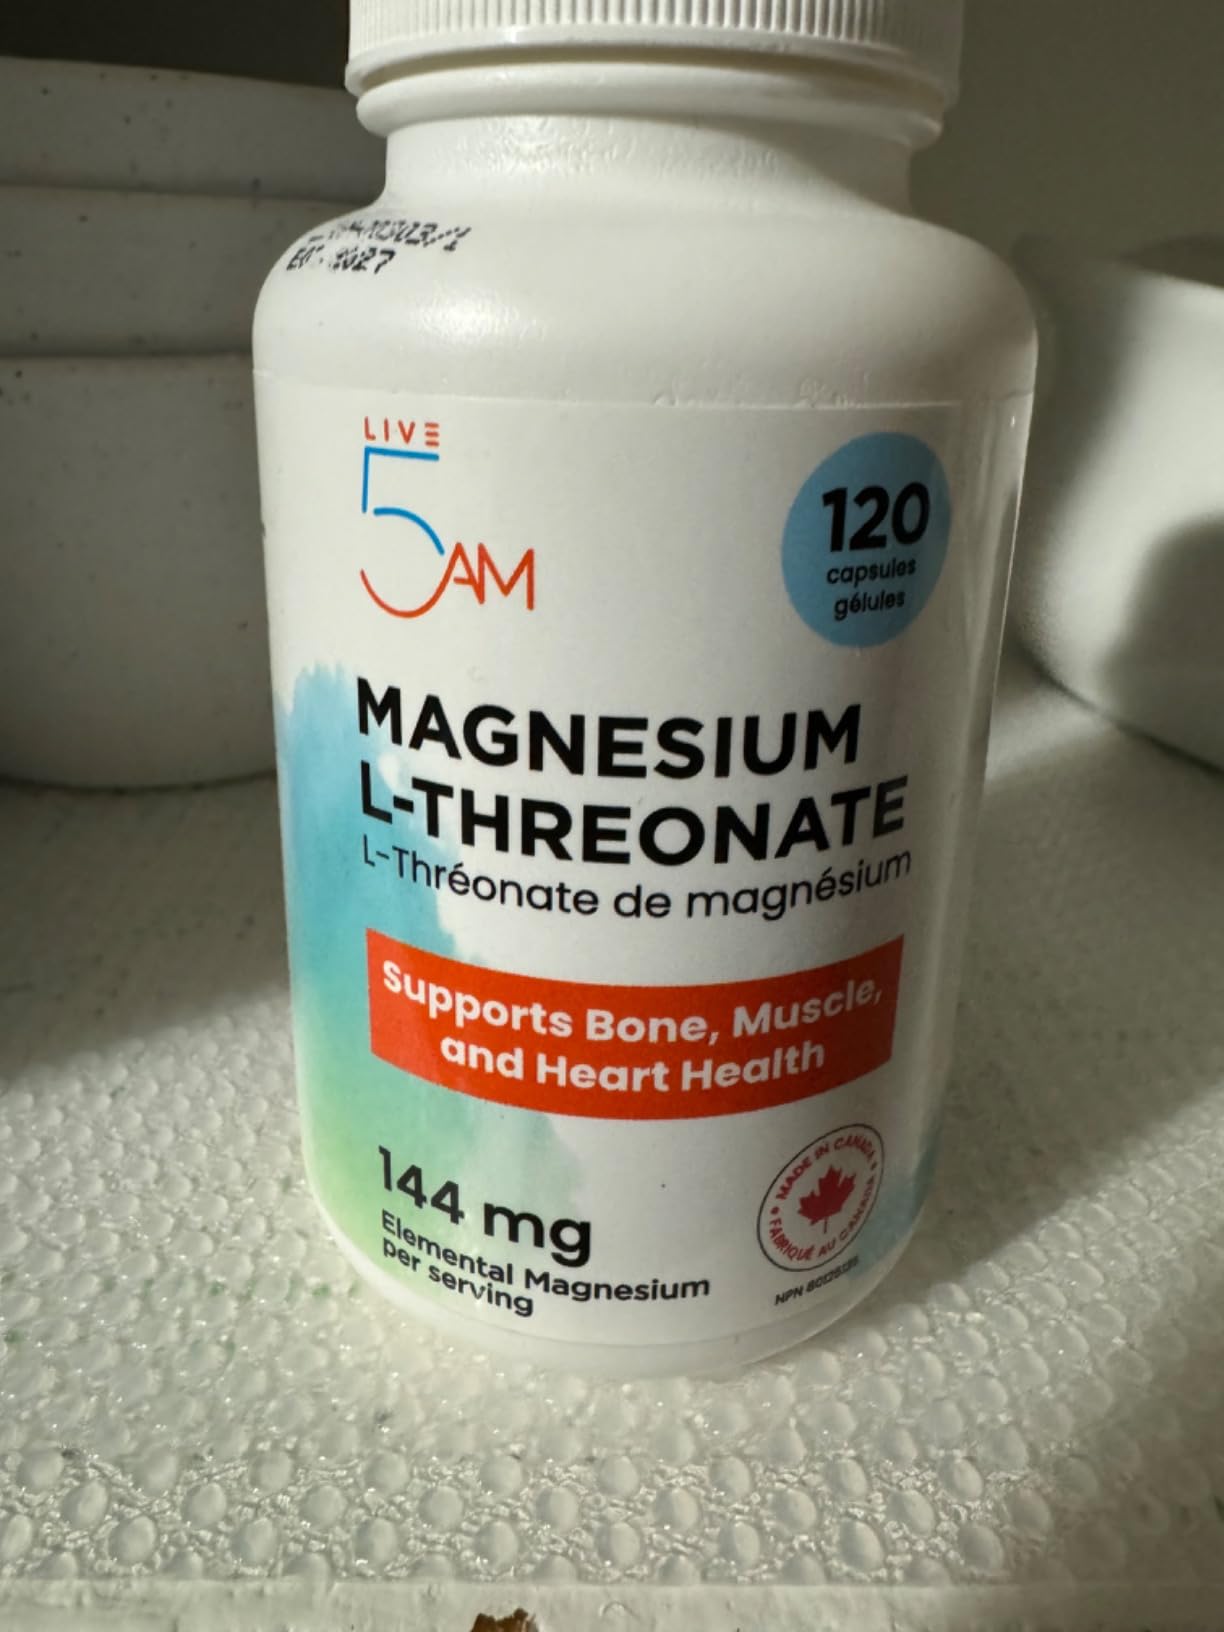 LIVE
5AM
120
capsules
gélules
MAGNESIUM
L-THREONATE
L-Thréonate de magnésium
Supports Bone, Muscle,
and Heart Health
144 mg
Elemental Magnesium
per serving
MADE IN CANADA
FABRIQUÉ AU CANADA
HPN